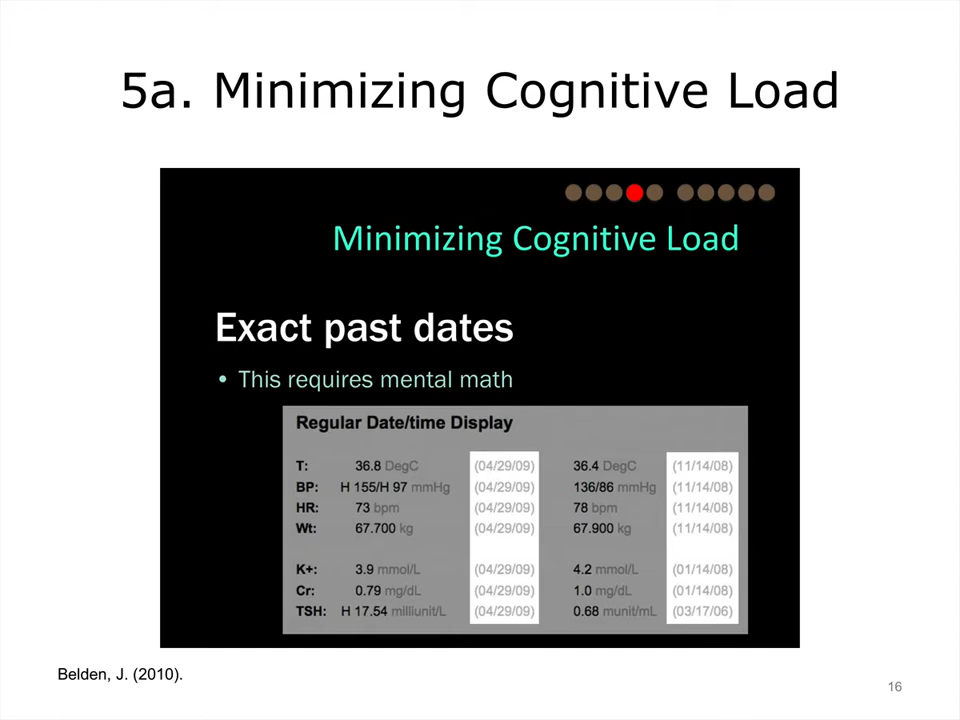 5a. Minimizing Cognitive Load
Minimizing Cognitive Load
Exact past dates
• This requires mental math
Regular Date/time Display
T: 36.8 DegC (04/29/09) 36.4 DegC (11/14/08)
BP: H 155/H 97 mmHg (04/29/09) 136/86 mmHg (11/14/08)
HR: 73 bpm (04/29/09) 78 bpm (11/14/08)
Wt: 67.700 kg (04/29/09) 67.900 kg (11/14/08)
K+: 3.9 mmol/L (04/29/09) 4.2 mmol/L (01/14/08)
Cr: 0.79 mg/dL (04/29/09) 1.0 mg/dL (01/14/08)
TSH: H 17.54 milliunit/L (04/29/09) 0.68 munit/mL (03/17/06)
Belden, J. (2010).
16